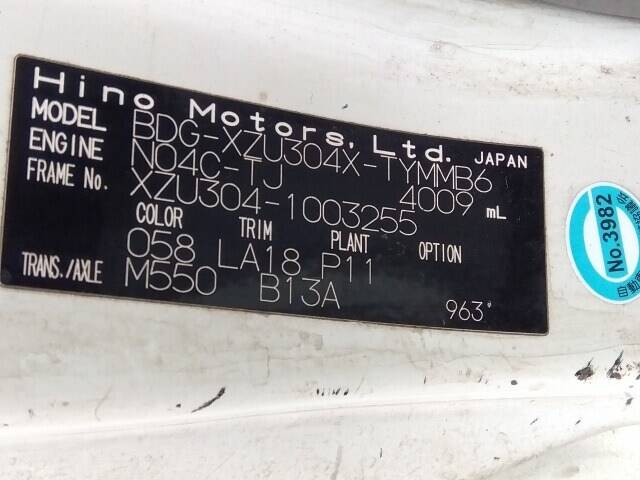 Hino Motors, Ltd. JAPAN
MODEL BDG-XZU304X-TYMMB6
ENGINE N04C-TJ 4009 mL
FRAME No. XZU304-1003255
COLOR TRIM PLANT OPTION
058 LA18 P11
TRANS./AXLE M550 B13A
963
No.3982